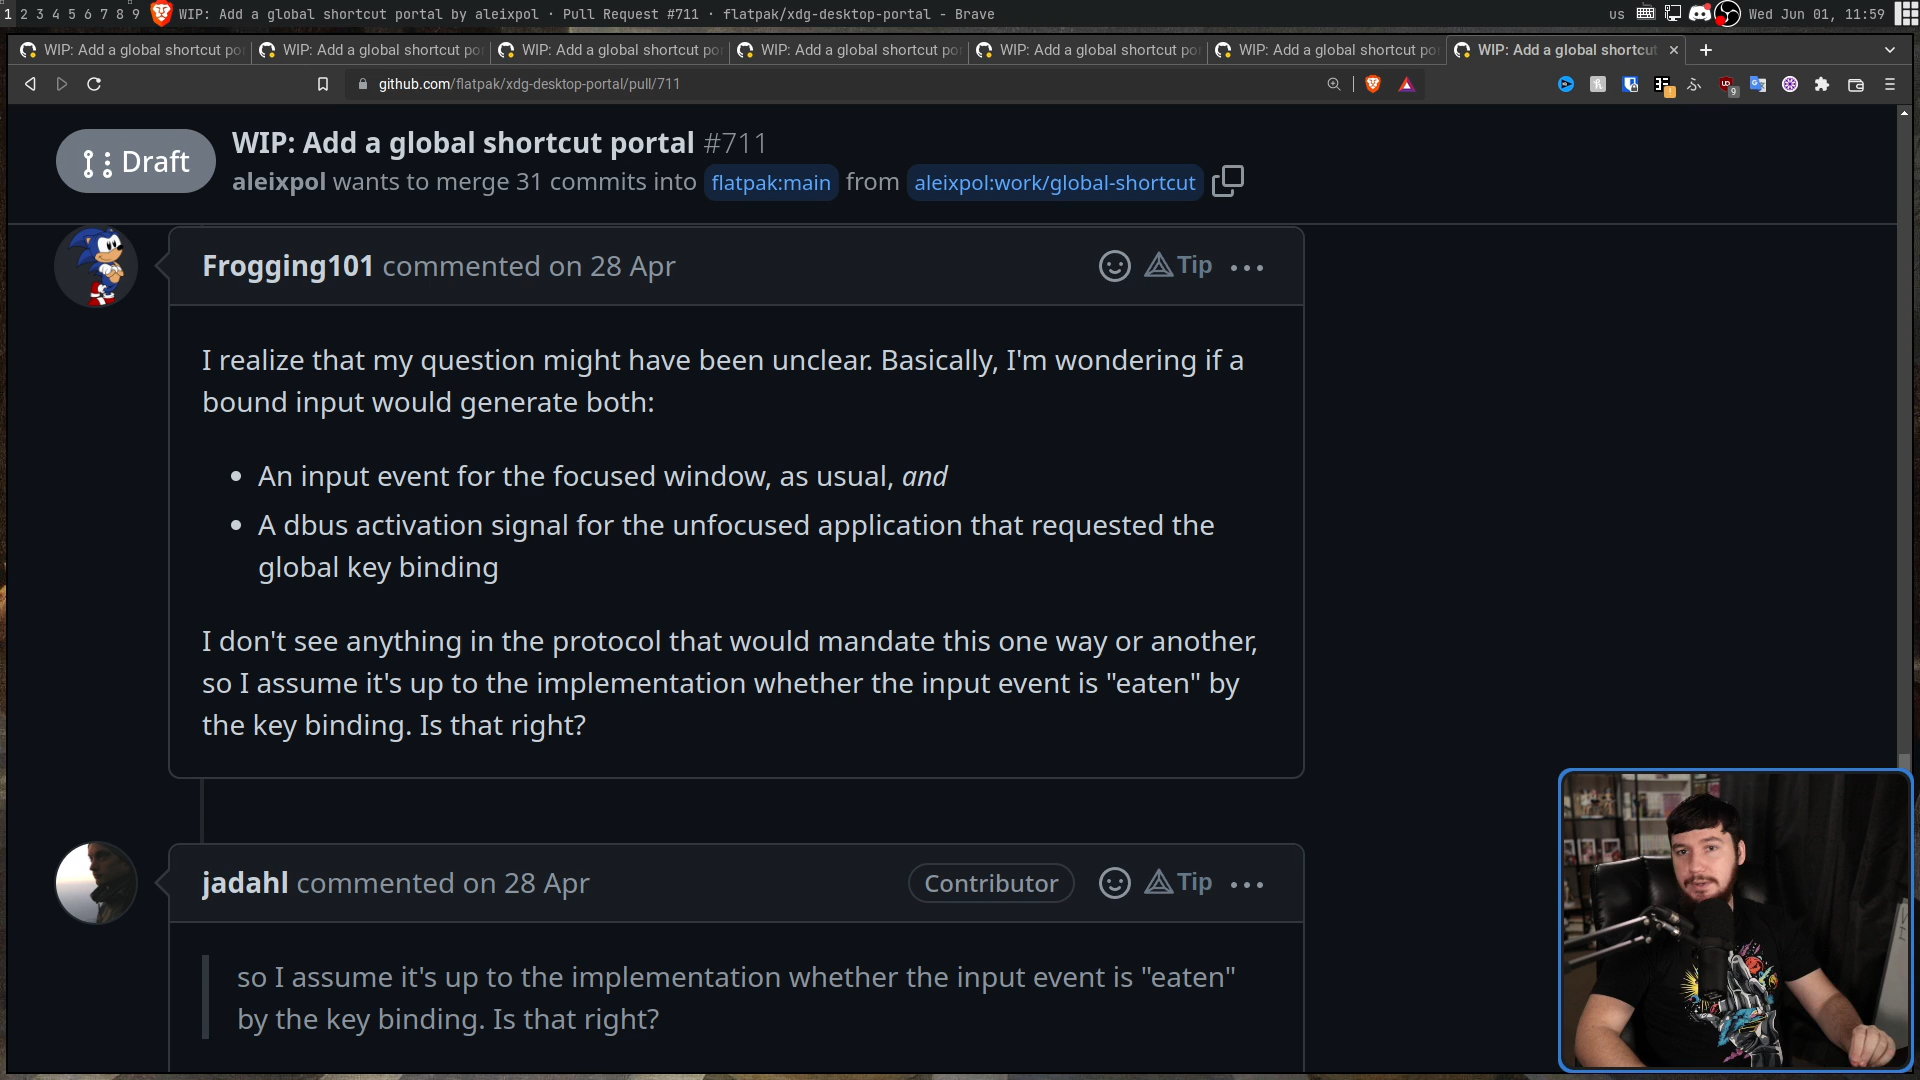 1 2 3 4 5 6 7 8 9 WIP: Add a global shortcut portal by aleixpol · Pull Request #711 · flatpak/xdg-desktop-portal - Brave us Wed Jun 01, 11:59
WIP: Add a global shortcut po WIP: Add a global shortcut po WIP: Add a global shortcut po WIP: Add a global shortcut po WIP: Add a global shortcut po WIP: Add a global shortcut po WIP: Add a global shortcut
github.com/flatpak/xdg-desktop-portal/pull/711 9
Draft
WIP: Add a global shortcut portal #711
aleixpol wants to merge 31 commits into flatpak:main from aleixpol:work/global-shortcut
Frogging101 commented on 28 Apr Tip
I realize that my question might have been unclear. Basically, I'm wondering if a
bound input would generate both:
• An input event for the focused window, as usual, and
• A dbus activation signal for the unfocused application that requested the
global key binding
I don't see anything in the protocol that would mandate this one way or another,
so I assume it's up to the implementation whether the input event is "eaten" by
the key binding. Is that right?
jadahl commented on 28 Apr Contributor Tip
so I assume it's up to the implementation whether the input event is "eaten"
by the key binding. Is that right?